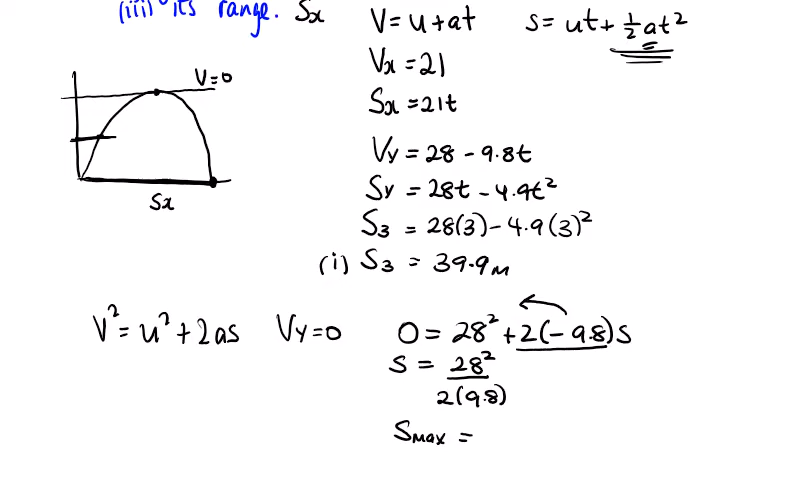 (iii) its range. Sx
V = u + at    s = ut + ½at²
Vx = 21
Sx = 21t
V=0
Vy = 28 - 9.8t
Sy = 28t - 4.9t²
Sx
S₃ = 28(3) - 4.9(3)²
(i) S₃ = 39.9m
V² = u² + 2as    Vy = 0    0 = 28² + 2(-9.8)s
s = 28²
2(9.8)
Smax =